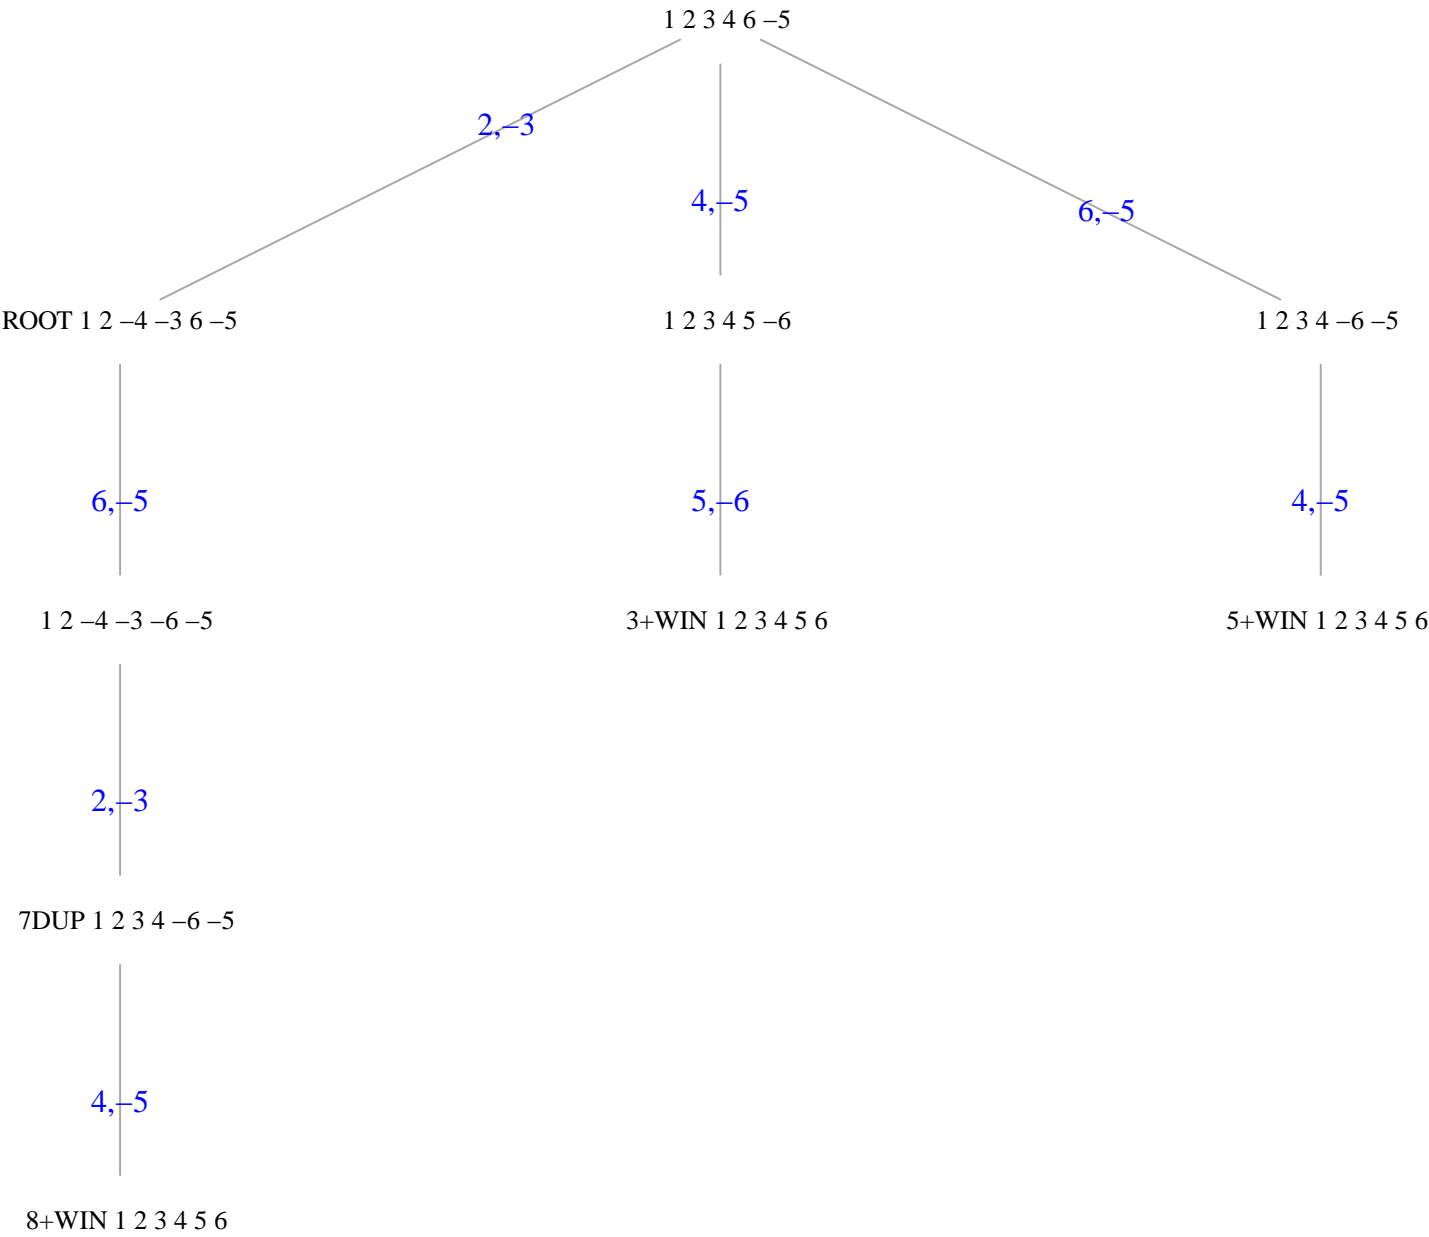 1 2 3 4 6 –5
2,–3
4,–5
6,–5
ROOT 1 2 –4 –3 6 –5
1 2 3 4 5 –6
1 2 3 4 –6 –5
6,–5
5,–6
4,–5
1 2 –4 –3 –6 –5
3+WIN 1 2 3 4 5 6
5+WIN 1 2 3 4 5 6
2,–3
7DUP 1 2 3 4 –6 –5
4,–5
8+WIN 1 2 3 4 5 6